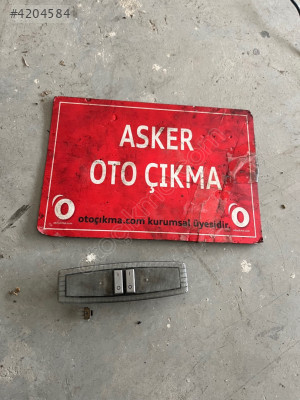 #4204584
ASKER
OTO ÇIKMA
otoçıkma.com kurumsal üyesidir.